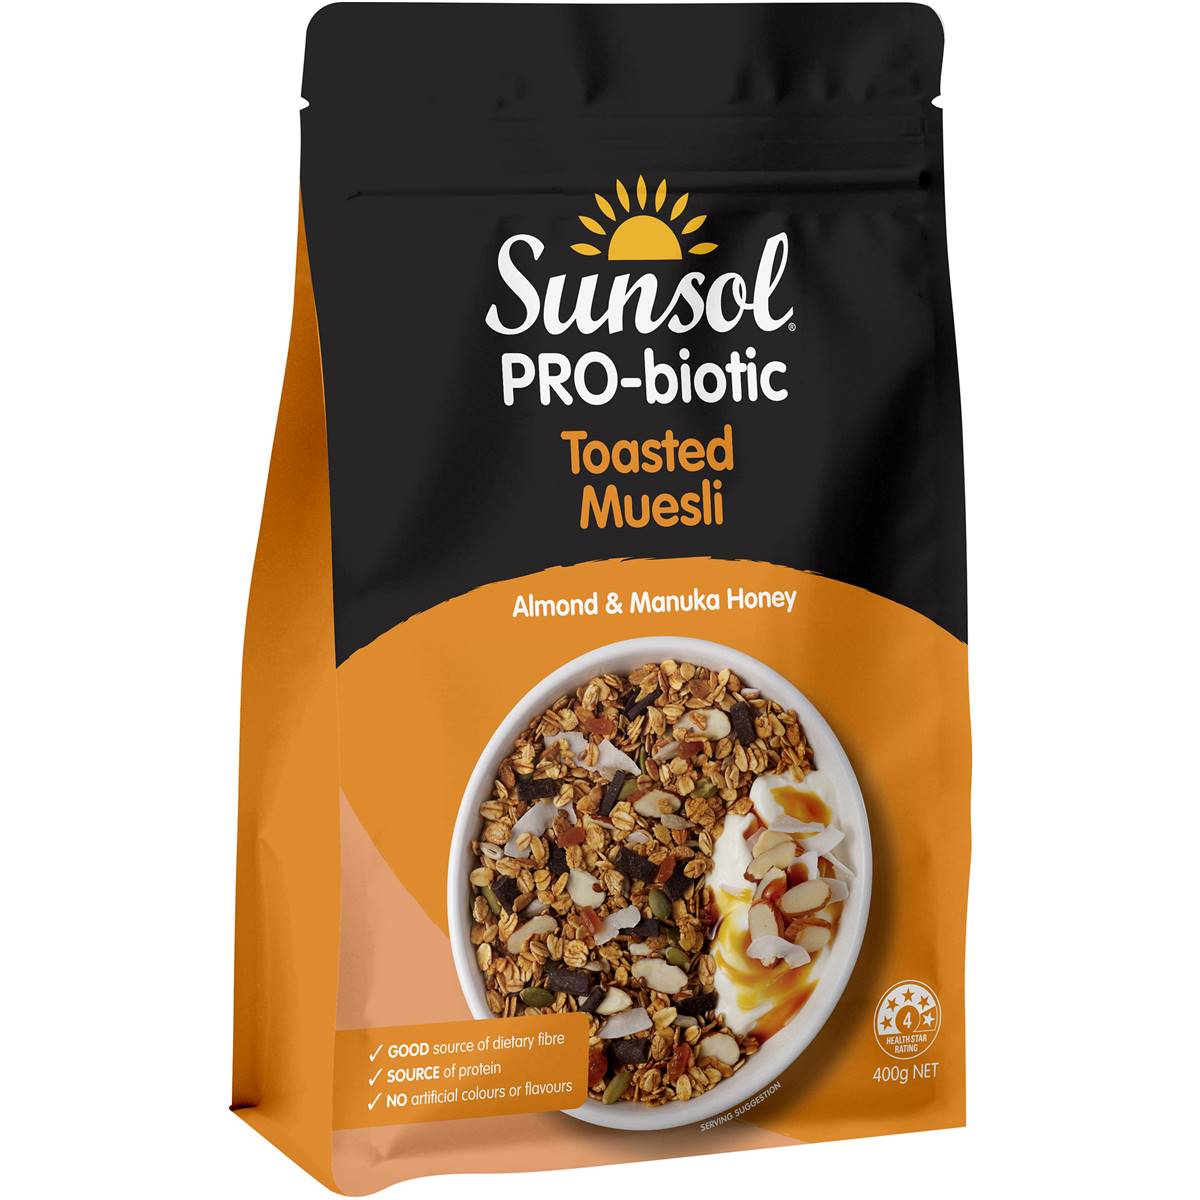 Sunsol®
PRO-biotic
Toasted
Muesli
Almond & Manuka Honey
✓ GOOD source of dietary fibre
✓ SOURCE of protein
✓ NO artificial colours or flavours
4
HEALTH STAR
RATING
400g NET
SERVING SUGGESTION